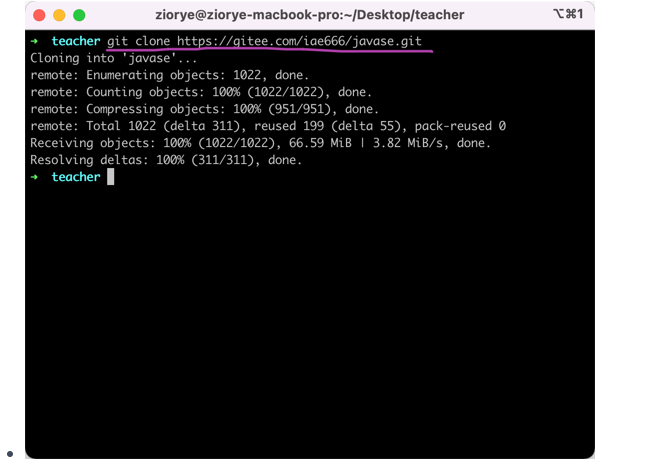 ziorye@ziorye-macbook-pro:~/Desktop/teacher ⌥⌘1
➜ teacher git clone https://gitee.com/iae666/javase.git
Cloning into 'javase'...
remote: Enumerating objects: 1022, done.
remote: Counting objects: 100% (1022/1022), done.
remote: Compressing objects: 100% (951/951), done.
remote: Total 1022 (delta 311), reused 199 (delta 55), pack-reused 0
Receiving objects: 100% (1022/1022), 66.59 MiB | 3.82 MiB/s, done.
Resolving deltas: 100% (311/311), done.
➜ teacher